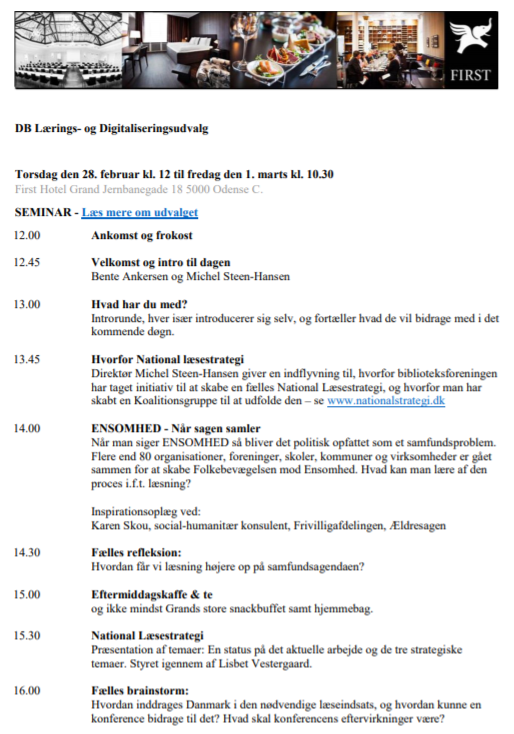 FIRST
DB Lærings- og Digitaliseringsudvalg
Torsdag den 28. februar kl. 12 til fredag den 1. marts kl. 10.30
First Hotel Grand Jernbanegade 18 5000 Odense C.
SEMINAR - Læs mere om udvalget
12.00 Ankomst og frokost
12.45 Velkomst og intro til dagen
Bente Ankersen og Michel Steen-Hansen
13.00 Hvad har du med?
Introrunde, hver især introducerer sig selv, og fortæller hvad de vil bidrage med i det
kommende døgn.
13.45 Hvorfor National læsestrategi
Direktør Michel Steen-Hansen giver en indflyvning til, hvorfor biblioteksforeningen
har taget initiativ til at skabe en fælles National Læsestrategi, og hvorfor man har
skabt en Koalitionsgruppe til at udfolde den – se www.nationalstrategi.dk
14.00 ENSOMHED - Når sagen samler
Når man siger ENSOMHED så bliver det politisk opfattet som et samfundsproblem.
Flere end 80 organisationer, foreninger, skoler, kommuner og virksomheder er gået
sammen for at skabe Folkebevægelsen mod Ensomhed. Hvad kan man lære af den
proces i.f.t. læsning?
Inspirationsoplæg ved:
Karen Skou, social-humanitær konsulent, Frivilligafdelingen, Ældresagen
14.30 Fælles refleksion:
Hvordan får vi læsning højere op på samfundsagendaen?
15.00 Eftermiddagskaffe & te
og ikke mindst Grands store snackbuffet samt hjemmebag.
15.30 National Læsestrategi
Præsentation af temaer: En status på det aktuelle arbejde og de tre strategiske
temaer. Styret igennem af Lisbet Vestergaard.
16.00 Fælles brainstorm:
Hvordan inddrages Danmark i den nødvendige læseindsats, og hvordan kunne en
konference bidrage til det? Hvad skal konferencens eftervirkninger være?